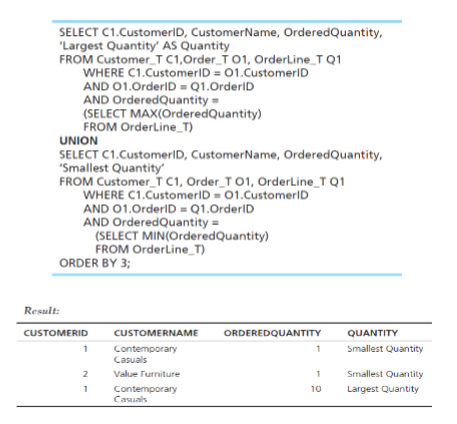 SELECT C1.CustomerID, CustomerName, OrderedQuantity,
'Largest Quantity' AS Quantity
FROM Customer_T C1,Order_T O1, OrderLine_T Q1
WHERE C1.CustomerID = O1.CustomerID
AND O1.OrderID = Q1.OrderID
AND OrderedQuantity =
(SELECT MAX(OrderedQuantity)
FROM OrderLine_T)
UNION
SELECT C1.CustomerID, CustomerName, OrderedQuantity,
'Smallest Quantity'
FROM Customer_T C1, Order_T O1, OrderLine_T Q1
WHERE C1.CustomerID = O1.CustomerID
AND O1.OrderID = Q1.OrderID
AND OrderedQuantity =
(SELECT MIN(OrderedQuantity)
FROM OrderLine_T)
ORDER BY 3;
Result:
CUSTOMERID CUSTOMERNAME ORDEREDQUANTITY QUANTITY
1 Contemporary 1 Smallest Quantity
Casuals
2 Value Furniture 1 Smallest Quantity
1 Contemporary 10 Largest Quantity
Casuals